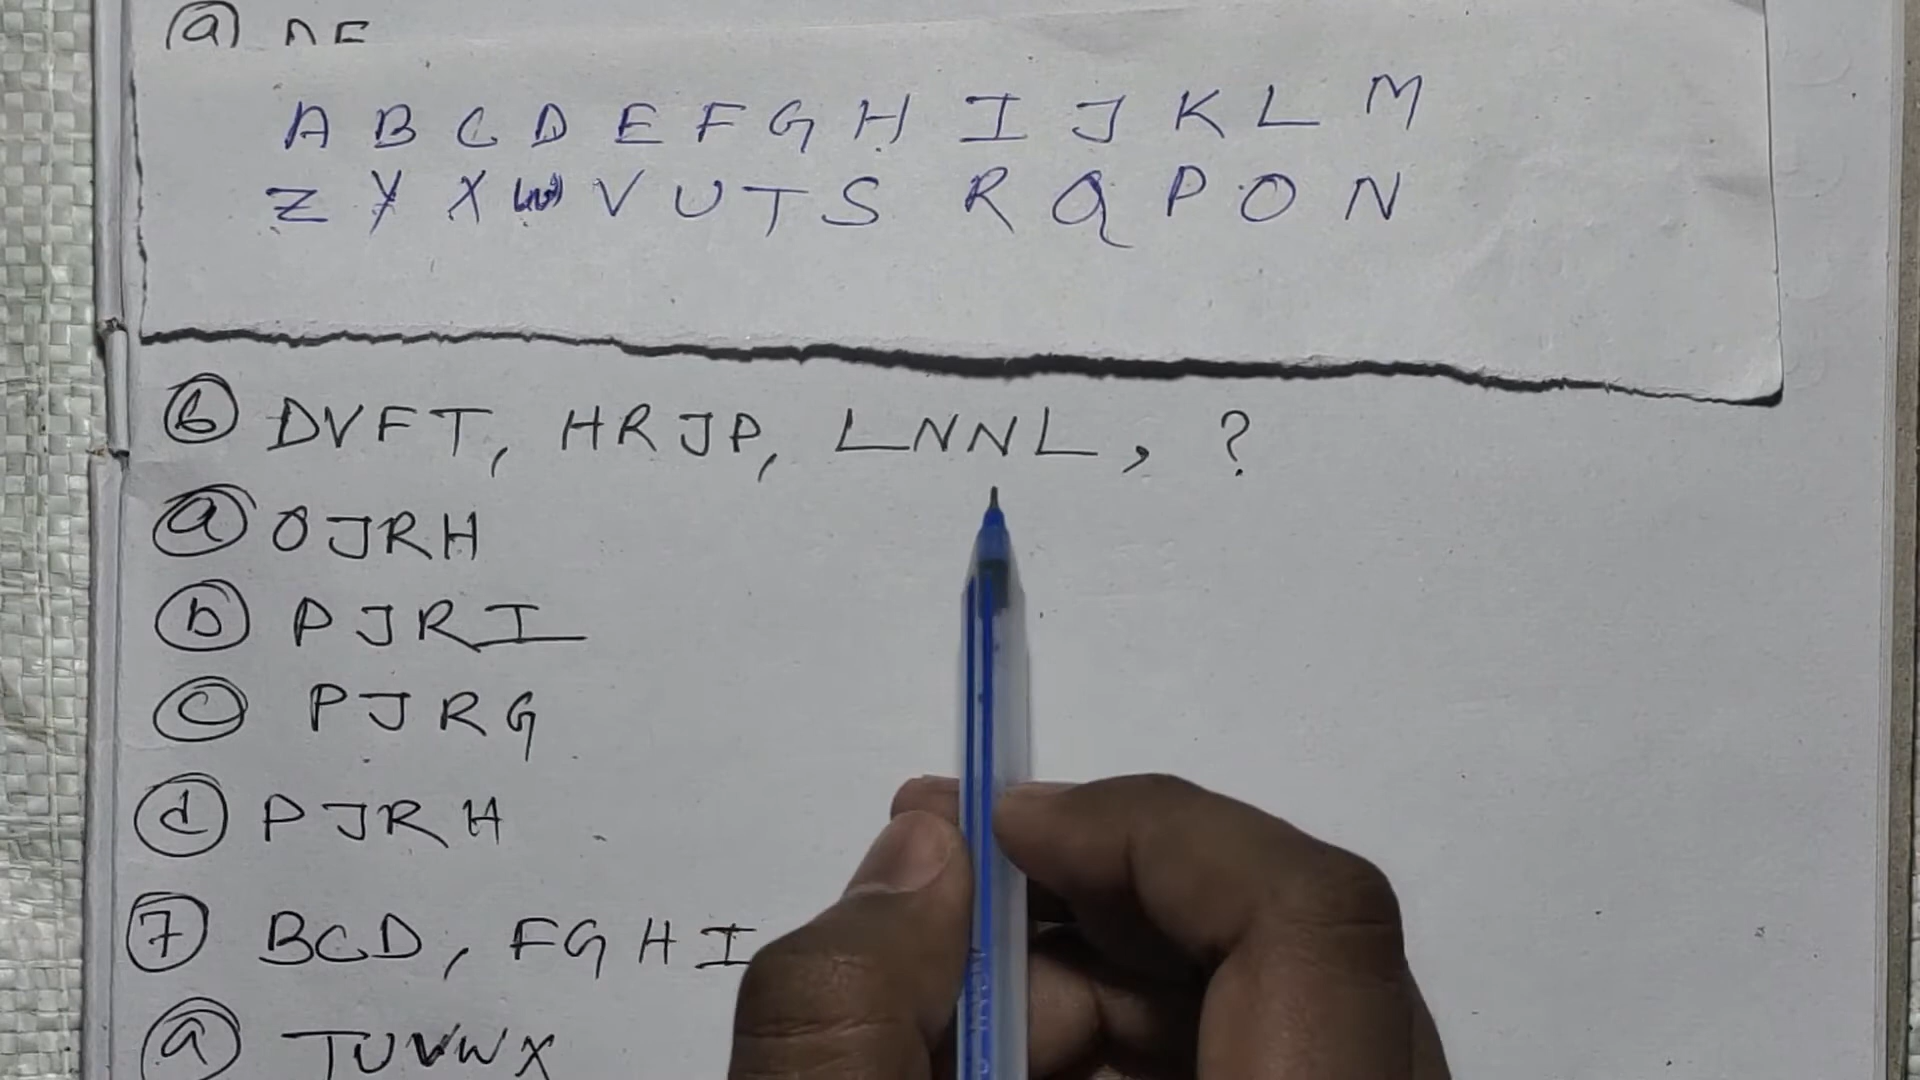 a
A B C D E F G H I J K L M
Z Y X W V U T S R Q P O N
6 DVFT, HRJP, LNNL, ?
a OJRH
b PJRI
c PJRG
d PJRH
7 BCD, FGHI
a TUVWX